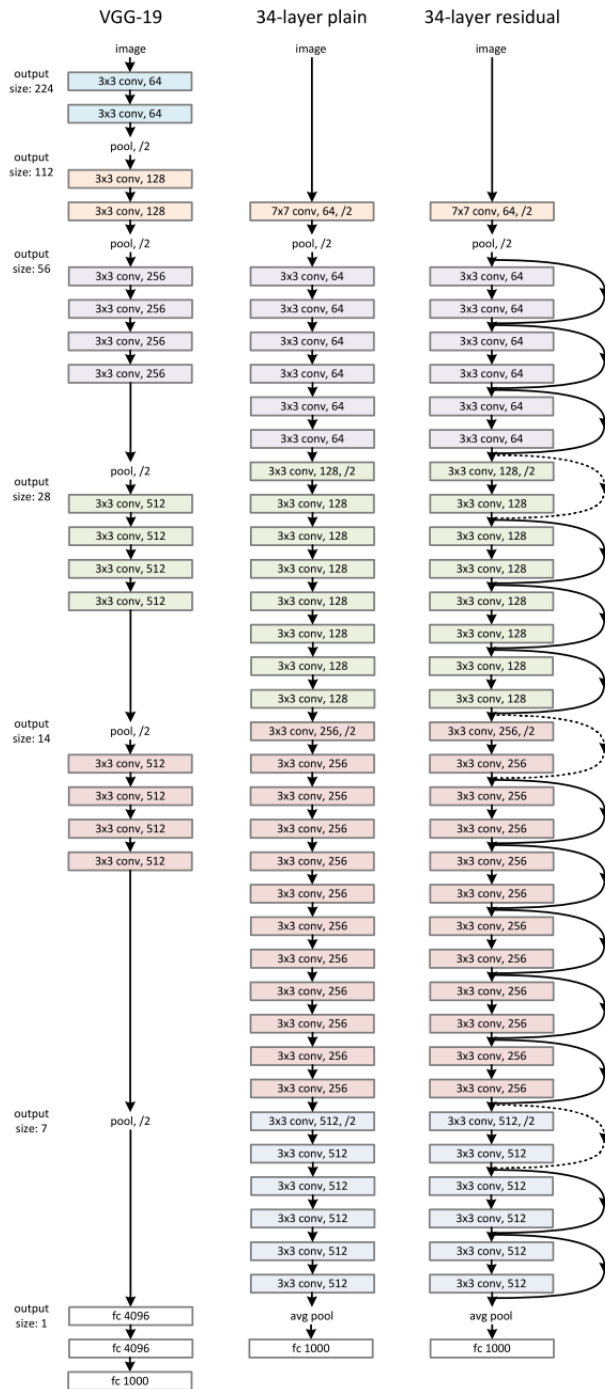 VGG-19
34-layer plain
34-layer residual
output
size: 224
output
size: 112
output
size: 56
output
size: 28
output
size: 14
output
size: 7
output
size: 1
image
3x3 conv, 64
3x3 conv, 64
pool, /2
3x3 conv, 128
3x3 conv, 128
pool, /2
3x3 conv, 256
3x3 conv, 256
3x3 conv, 256
3x3 conv, 256
pool, /2
3x3 conv, 512
3x3 conv, 512
3x3 conv, 512
3x3 conv, 512
pool, /2
3x3 conv, 512
3x3 conv, 512
3x3 conv, 512
3x3 conv, 512
pool, /2
fc 4096
fc 4096
fc 1000
image
7x7 conv, 64, /2
pool, /2
3x3 conv, 64
3x3 conv, 64
3x3 conv, 64
3x3 conv, 64
3x3 conv, 64
3x3 conv, 64
3x3 conv, 128, /2
3x3 conv, 128
3x3 conv, 128
3x3 conv, 128
3x3 conv, 128
3x3 conv, 128
3x3 conv, 128
3x3 conv, 128
3x3 conv, 256, /2
3x3 conv, 256
3x3 conv, 256
3x3 conv, 256
3x3 conv, 256
3x3 conv, 256
3x3 conv, 256
3x3 conv, 256
3x3 conv, 256
3x3 conv, 256
3x3 conv, 256
3x3 conv, 256
3x3 conv, 512, /2
3x3 conv, 512
3x3 conv, 512
3x3 conv, 512
3x3 conv, 512
3x3 conv, 512
avg pool
fc 1000
image
7x7 conv, 64, /2
pool, /2
3x3 conv, 64
3x3 conv, 64
3x3 conv, 64
3x3 conv, 64
3x3 conv, 64
3x3 conv, 64
3x3 conv, 128, /2
3x3 conv, 128
3x3 conv, 128
3x3 conv, 128
3x3 conv, 128
3x3 conv, 128
3x3 conv, 128
3x3 conv, 128
3x3 conv, 256, /2
3x3 conv, 256
3x3 conv, 256
3x3 conv, 256
3x3 conv, 256
3x3 conv, 256
3x3 conv, 256
3x3 conv, 256
3x3 conv, 256
3x3 conv, 256
3x3 conv, 256
3x3 conv, 256
3x3 conv, 512, /2
3x3 conv, 512
3x3 conv, 512
3x3 conv, 512
3x3 conv, 512
3x3 conv, 512
avg pool
fc 1000